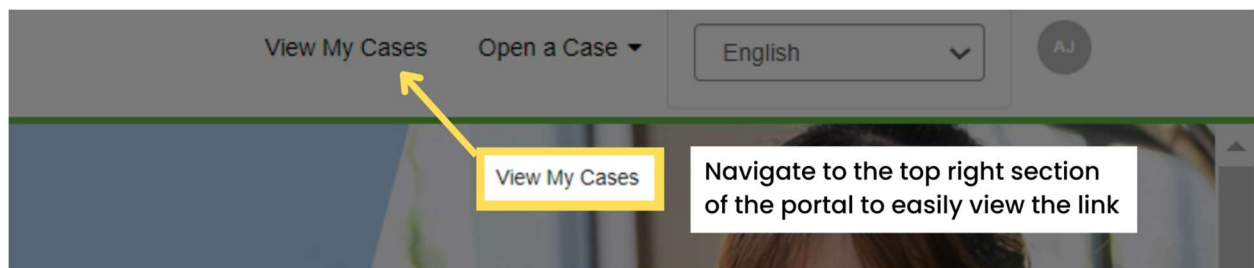 View My Cases
Open a Case
English
AJ
View My Cases
Navigate to the top right section
of the portal to easily view the link